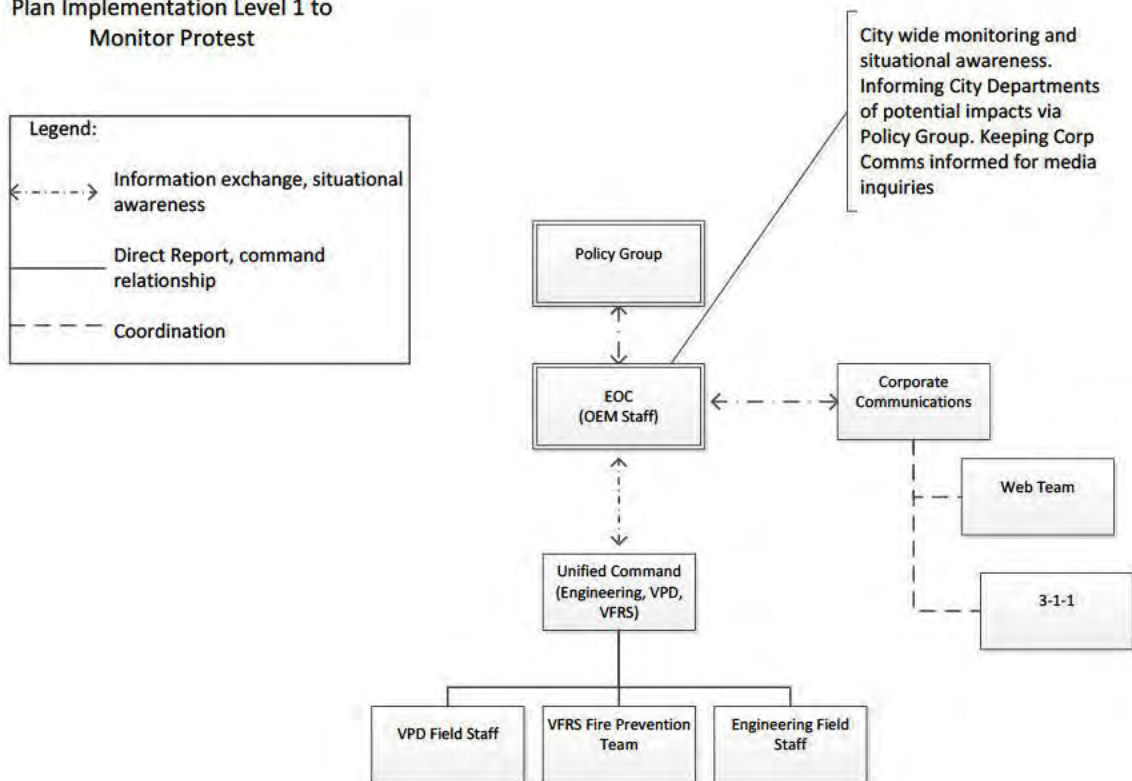 Plan Implementation Level 1 to
Monitor Protest
Legend:
Information exchange, situational
awareness
Direct Report, command
relationship
Coordination
City wide monitoring and
situational awareness.
Informing City Departments
of potential impacts via
Policy Group. Keeping Corp
Comms informed for media
inquiries
Policy Group
EOC
(OEM Staff)
Corporate
Communications
Web Team
3-1-1
Unified Command
(Engineering, VPD,
VFRS)
VPD Field Staff
VFRS Fire Prevention
Team
Engineering Field
Staff